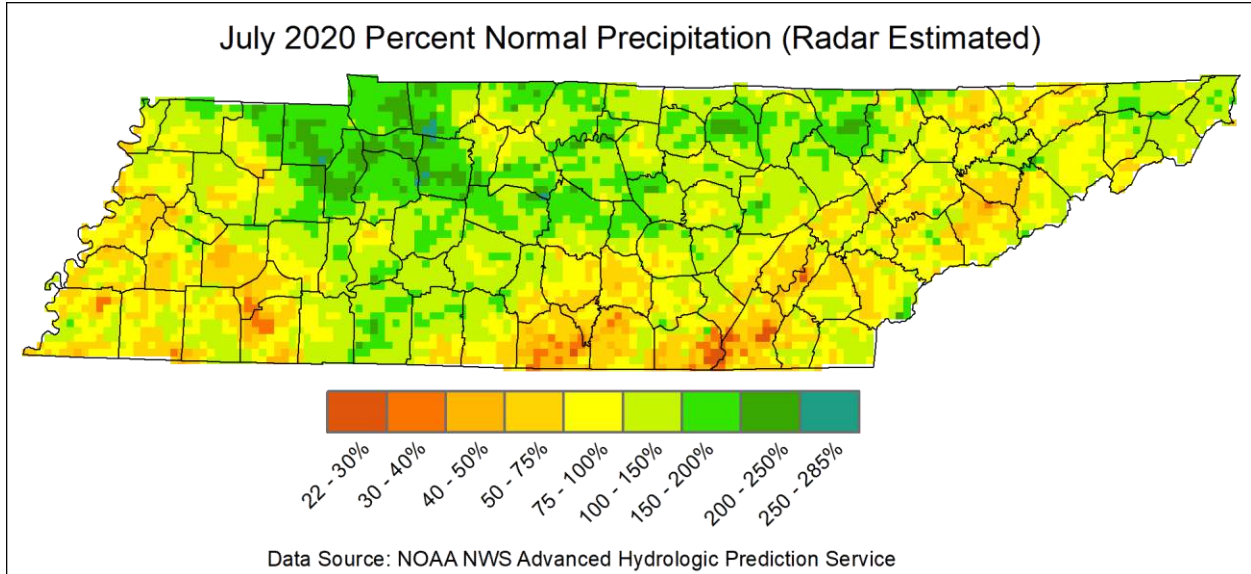 July 2020 Percent Normal Precipitation (Radar Estimated)
22 - 30%
30 - 40%
40 - 50%
50 - 75%
75 - 100%
100 - 150%
150 - 200%
200 - 250%
250 - 285%
Data Source: NOAA NWS Advanced Hydrologic Prediction Service